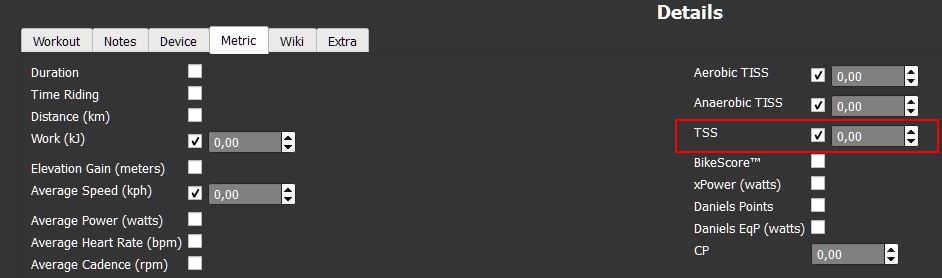 Details
Workout Notes Device Metric Wiki Extra
Duration
Time Riding
Distance (km)
Work (kJ) 0,00
Elevation Gain (meters)
Average Speed (kph) 0,00
Average Power (watts)
Average Heart Rate (bpm)
Average Cadence (rpm)
Aerobic TISS 0,00
Anaerobic TISS 0,00
TSS 0,00
BikeScore™
xPower (watts)
Daniels Points
Daniels EqP (watts)
CP 0,00